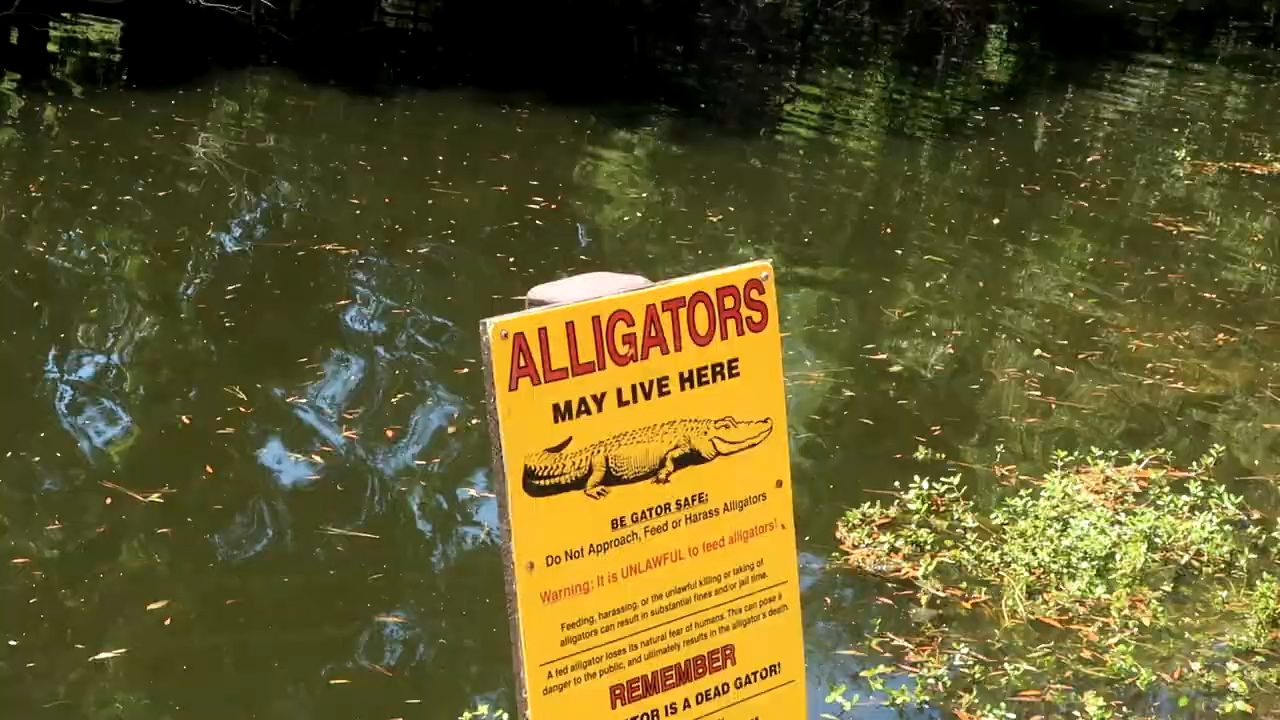 ALLIGATORS
MAY LIVE HERE
BE GATOR SAFE:
Do Not Approach, Feed or Harass Alligators
Warning: It is UNLAWFUL to feed alligators!
Feeding, harassing, or the unlawful killing or taking of
alligators can result in substantial fines and/or jail time.
A fed alligator loses its natural fear of humans. This can pose a
danger to the public, and ultimately results in the alligator's death.
REMEMBER
IS A DEAD GATOR!